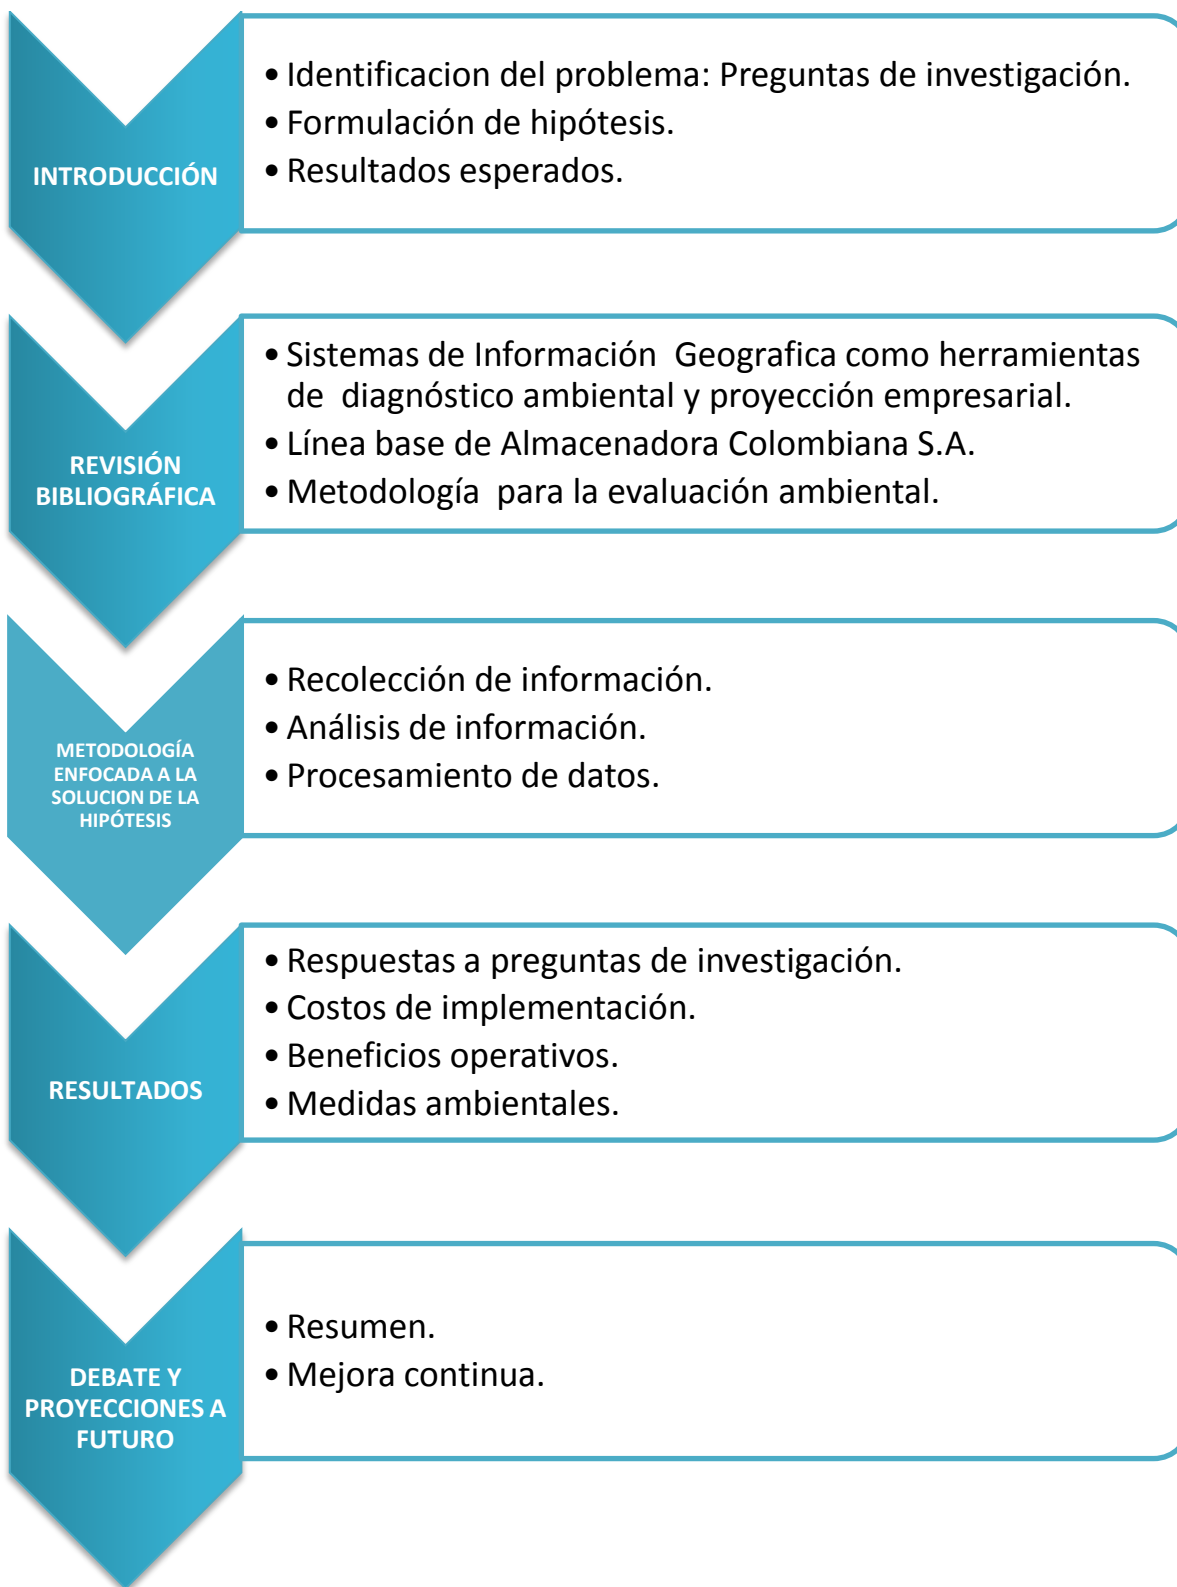 INTRODUCCIÓN
• Identificacion del problema: Preguntas de investigación.
• Formulación de hipótesis.
• Resultados esperados.
REVISIÓN
BIBLIOGRÁFICA
• Sistemas de Información  Geografica como herramientas
de  diagnóstico ambiental y proyección empresarial.
• Línea base de Almacenadora Colombiana S.A.
• Metodología  para la evaluación ambiental.
METODOLOGÍA
ENFOCADA A LA
SOLUCION DE LA
HIPÓTESIS
• Recolección de información.
• Análisis de información.
• Procesamiento de datos.
RESULTADOS
• Respuestas a preguntas de investigación.
• Costos de implementación.
• Beneficios operativos.
• Medidas ambientales.
DEBATE Y
PROYECCIONES A
FUTURO
• Resumen.
• Mejora continua.